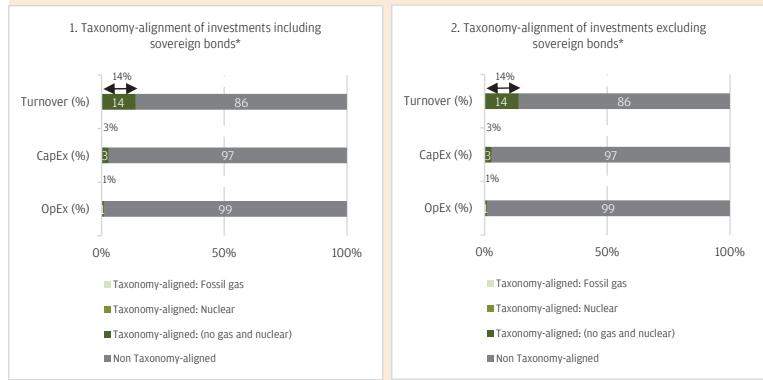 1. Taxonomy-alignment of investments including
sovereign bonds*
14%
Turnover (%)
14
86
3%
CapEx (%)
3
97
1%
OpEx (%)
1
99
0%
50%
100%
Taxonomy-aligned: Fossil gas
Taxonomy-aligned: Nuclear
Taxonomy-aligned: (no gas and nuclear)
Non Taxonomy-aligned
2. Taxonomy-alignment of investments excluding
sovereign bonds*
14%
Turnover (%)
14
86
3%
CapEx (%)
3
97
1%
OpEx (%)
1
99
0%
50%
100%
Taxonomy-aligned: Fossil gas
Taxonomy-aligned: Nuclear
Taxonomy-aligned: (no gas and nuclear)
Non Taxonomy-aligned